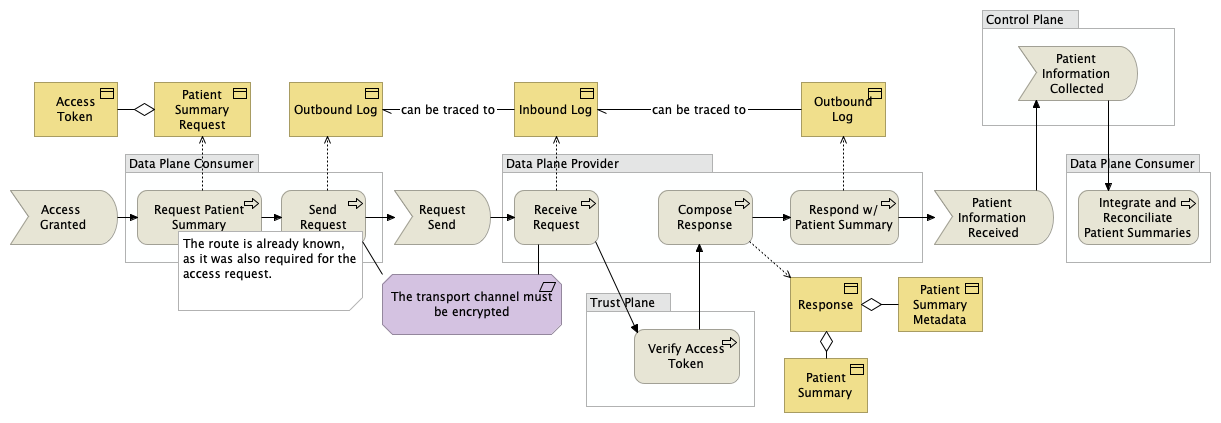 Control Plane
Patient
Information
Collected
Access
Token
Patient
Summary
Request
Outbound Log
can be traced to
Inbound Log
can be traced to
Outbound
Log
Data Plane Consumer
Data Plane Provider
Data Plane Consumer
Access
Granted
Request Patient
Summary
Send
Request
Request
Send
Receive
Request
Compose
Response
Respond w/
Patient Summary
Patient
Information
Received
Integrate and
Reconciliate
Patient Summaries
The route is already known,
as it was also required for the
access request.
The transport channel must
be encrypted
Trust Plane
Verify Access
Token
Response
Patient
Summary
Metadata
Patient
Summary